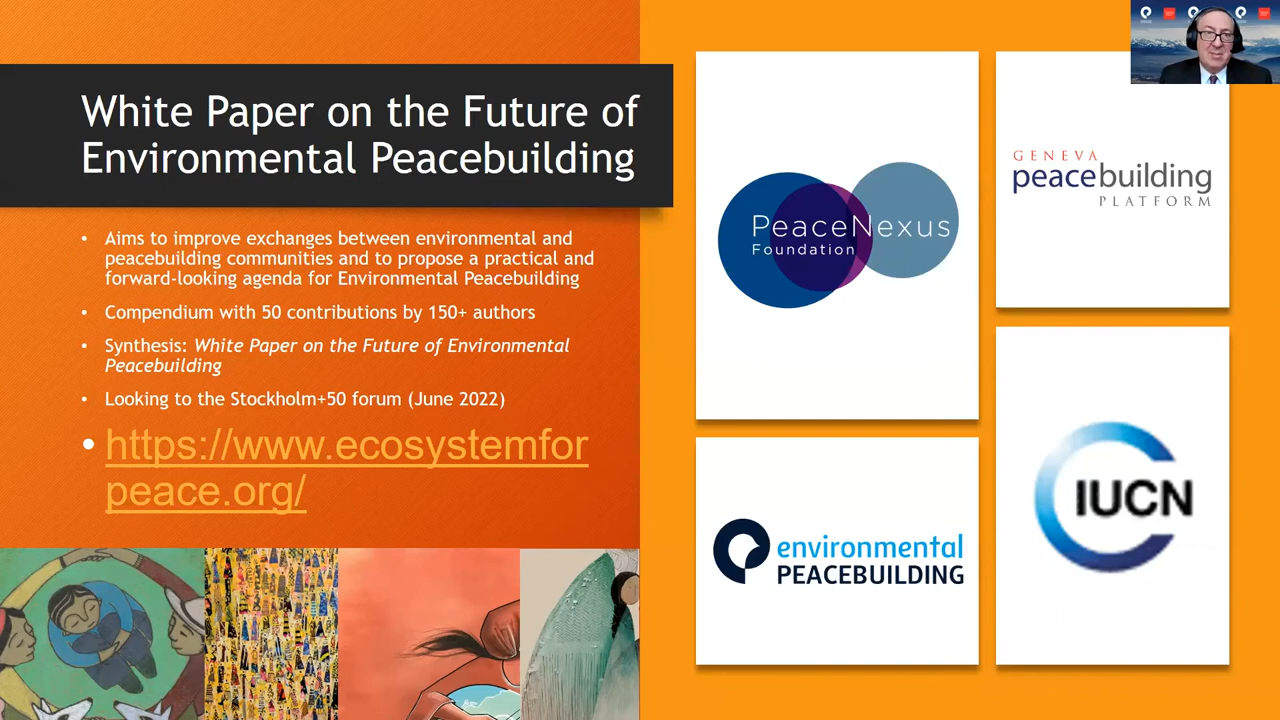 White Paper on the Future of
Environmental Peacebuilding
• Aims to improve exchanges between environmental and
peacebuilding communities and to propose a practical and
forward-looking agenda for Environmental Peacebuilding
• Compendium with 50 contributions by 150+ authors
• Synthesis: White Paper on the Future of Environmental
Peacebuilding
• Looking to the Stockholm+50 forum (June 2022)
• https://www.ecosystemfor
peace.org/
PeaceNexus
Foundation
GENEVA
peacebuilding
PLATFORM
environmental
PEACEBUILDING
IUCN